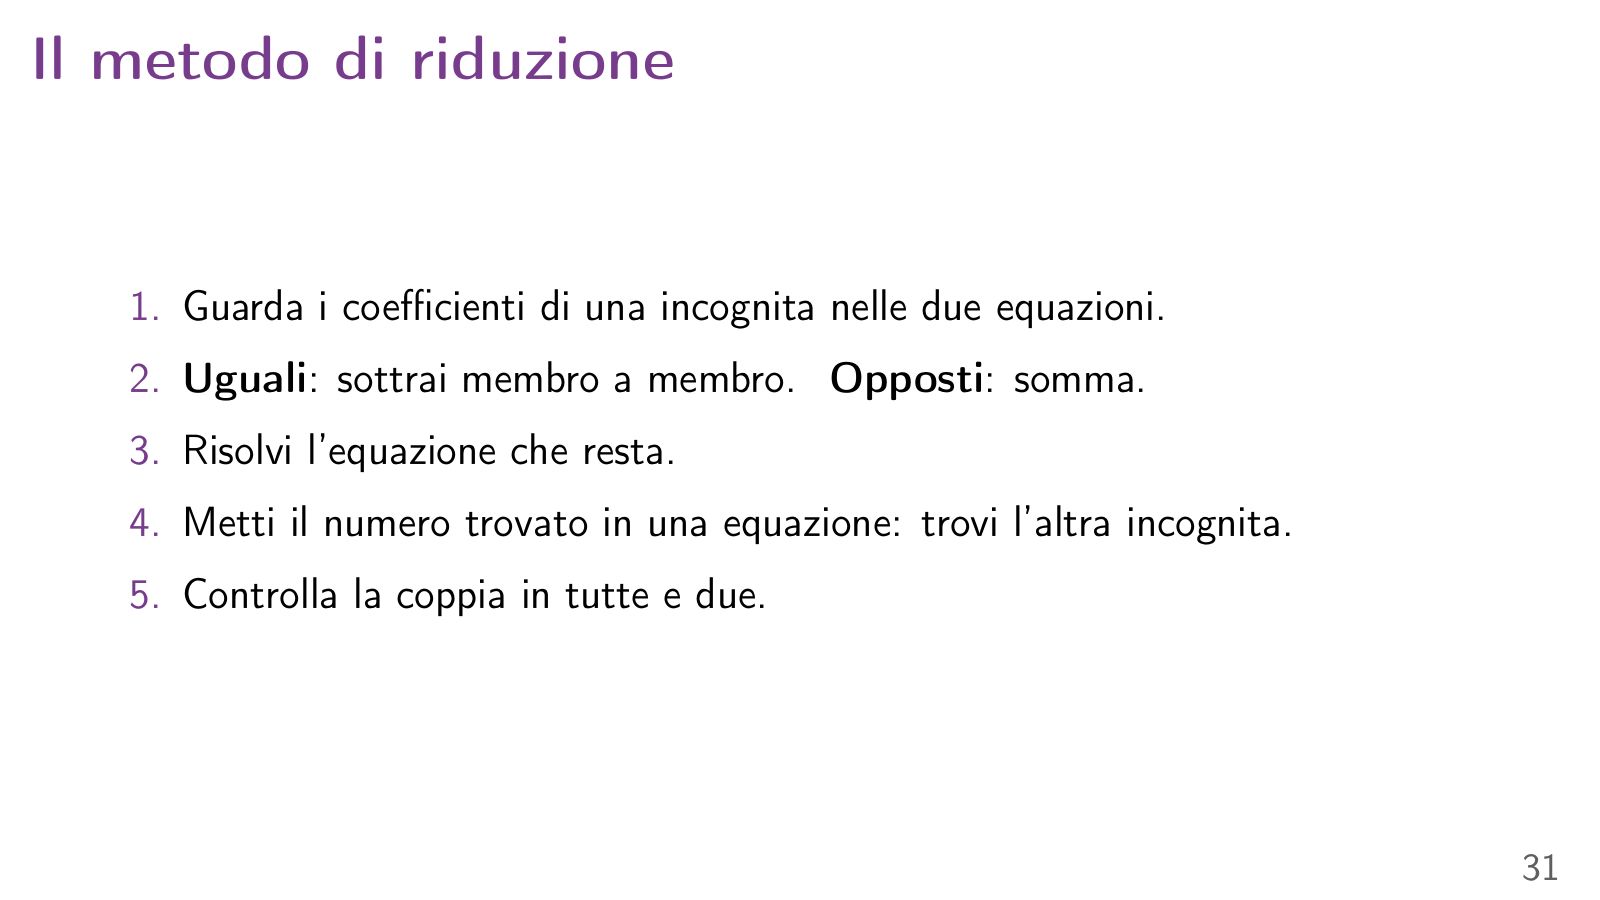 Il metodo di riduzione
1. Guarda i coefficienti di una incognita nelle due equazioni.
2. Uguali: sottrai membro a membro. Opposti: somma.
3. Risolvi l'equazione che resta.
4. Metti il numero trovato in una equazione: trovi l'altra incognita.
5. Controlla la coppia in tutte e due.
31